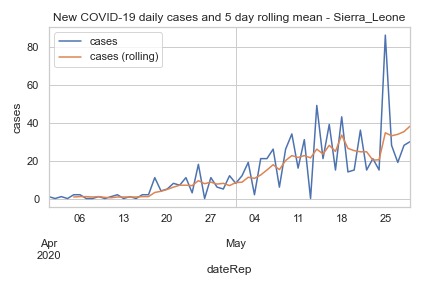 New COVID-19 daily cases and 5 day rolling mean - Sierra_Leone
cases
cases (rolling)
cases
80
60
40
20
0
06 13 20 27 04 11 18 25
Apr May
2020
dateRep